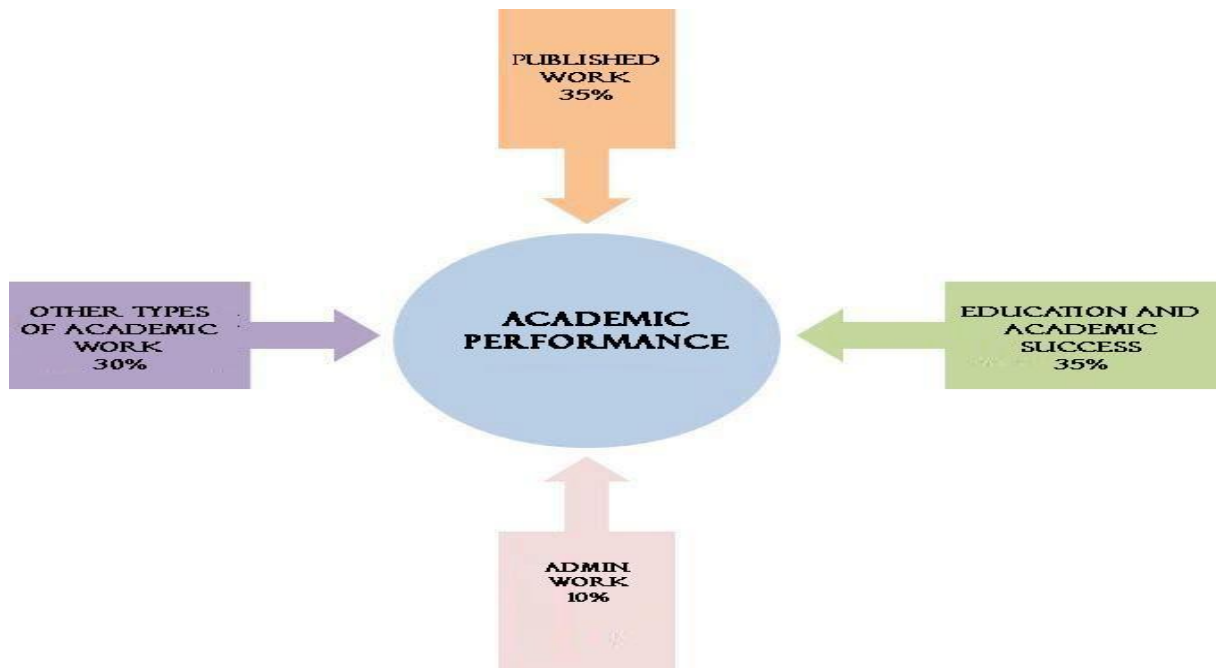 PUBLISHED
WORK
35%
OTHER TYPES
OF ACADEMIC
WORK
30%
ACADEMIC
PERFORMANCE
EDUCATION AND
ACADEMIC
SUCCESS
35%
ADMIN
WORK
10%